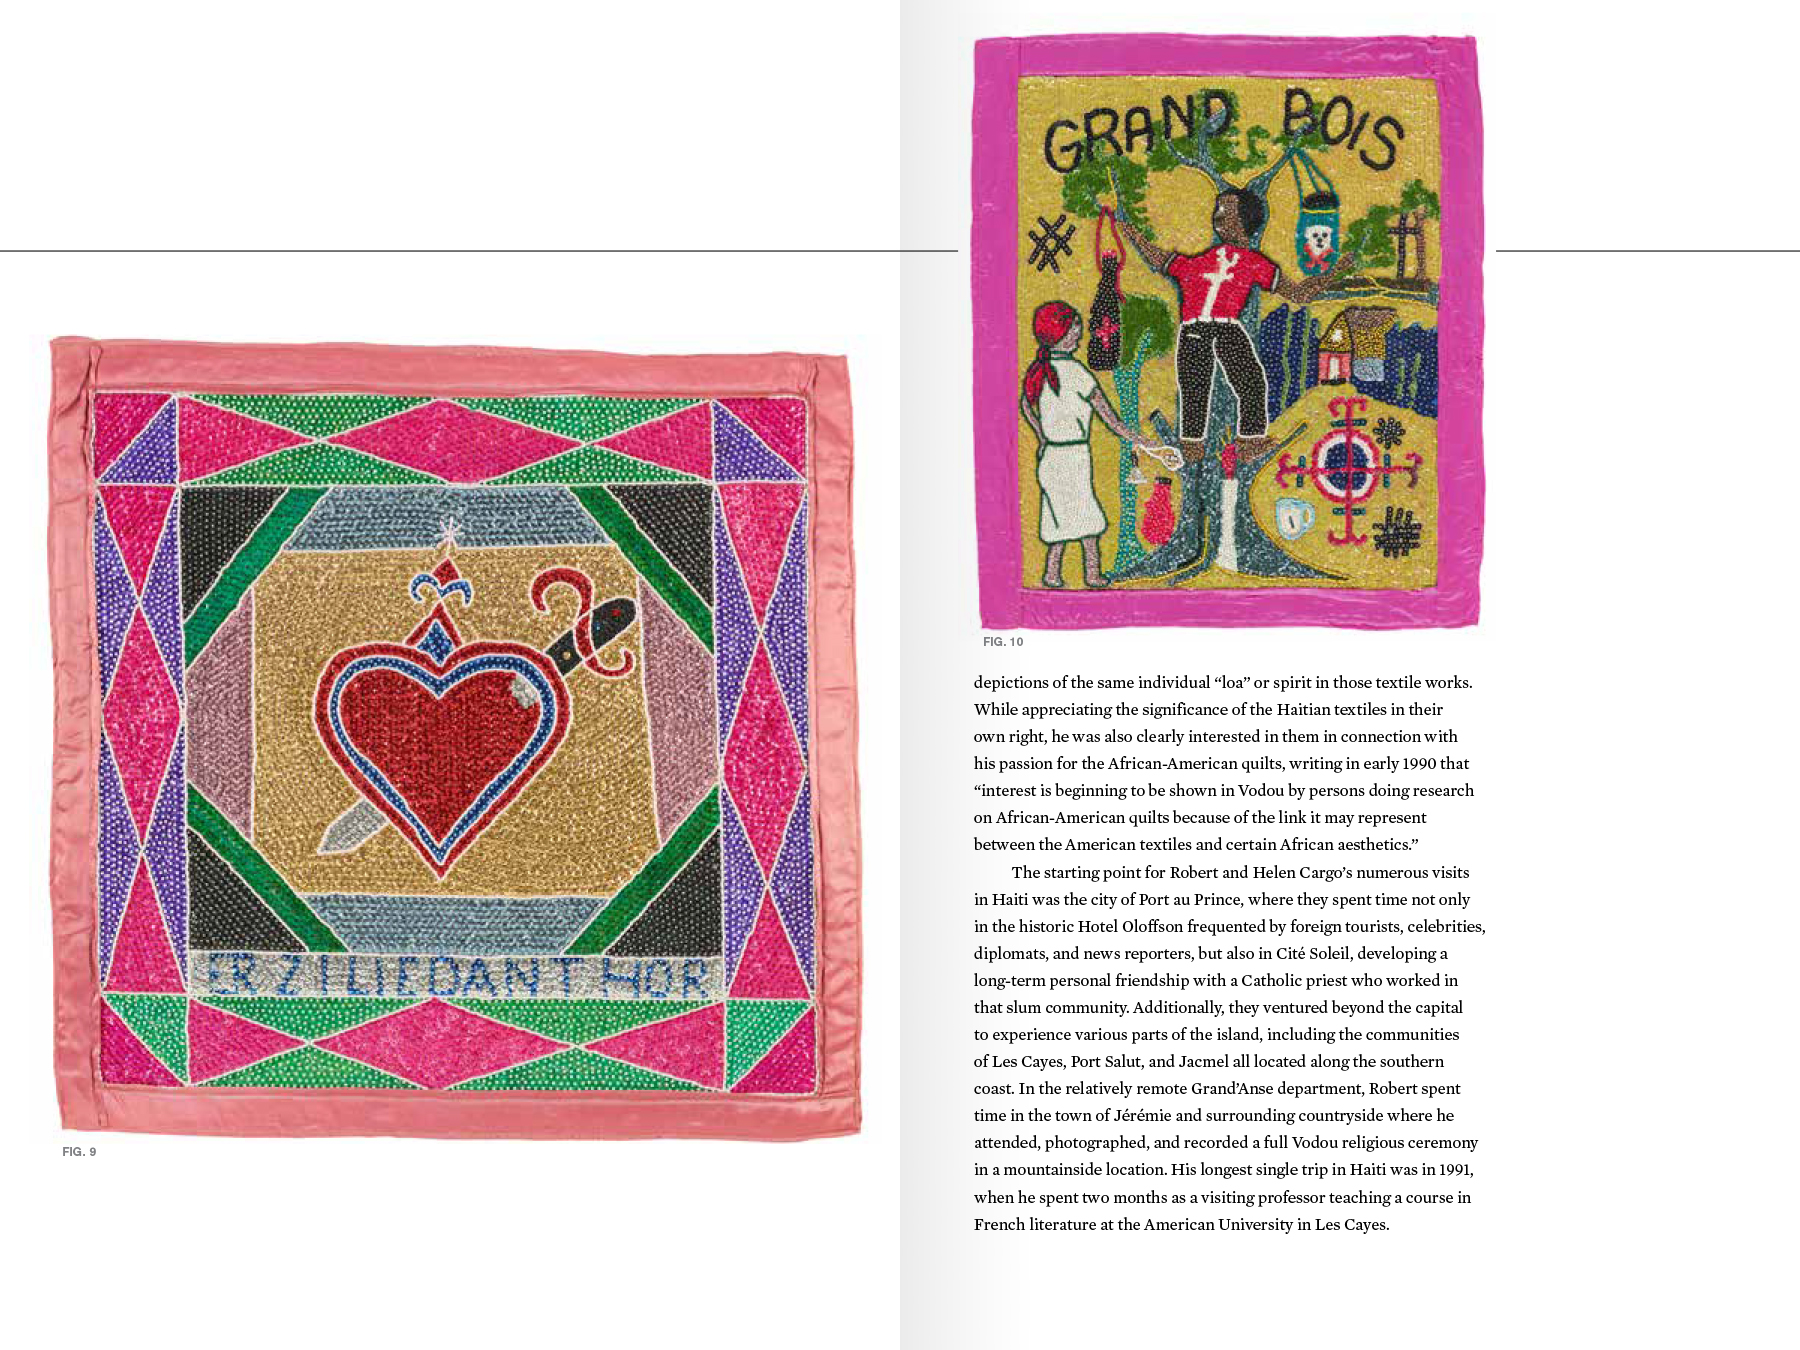 ERZILIEDANTHOR
FIG. 9
GRAND BOIS
FIG. 10
depictions of the same individual “loa” or spirit in those textile works.
While appreciating the significance of the Haitian textiles in their
own right, he was also clearly interested in them in connection with
his passion for the African-American quilts, writing in early 1990 that
“interest is beginning to be shown in Vodou by persons doing research
on African-American quilts because of the link it may represent
between the American textiles and certain African aesthetics.”
The starting point for Robert and Helen Cargo’s numerous visits
in Haiti was the city of Port au Prince, where they spent time not only
in the historic Hotel Oloffson frequented by foreign tourists, celebrities,
diplomats, and news reporters, but also in Cité Soleil, developing a
long-term personal friendship with a Catholic priest who worked in
that slum community. Additionally, they ventured beyond the capital
to experience various parts of the island, including the communities
of Les Cayes, Port Salut, and Jacmel all located along the southern
coast. In the relatively remote Grand’Anse department, Robert spent
time in the town of Jérémie and surrounding countryside where he
attended, photographed, and recorded a full Vodou religious ceremony
in a mountainside location. His longest single trip in Haiti was in 1991,
when he spent two months as a visiting professor teaching a course in
French literature at the American University in Les Cayes.